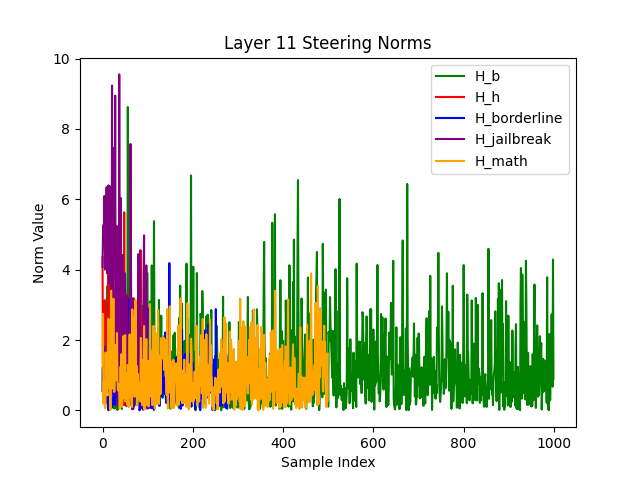 Layer 11 Steering Norms
10
8
6
4
2
0
Norm Value
H_b
H_h
H_borderline
H_jailbreak
H_math
0 200 400 600 800 1000
Sample Index